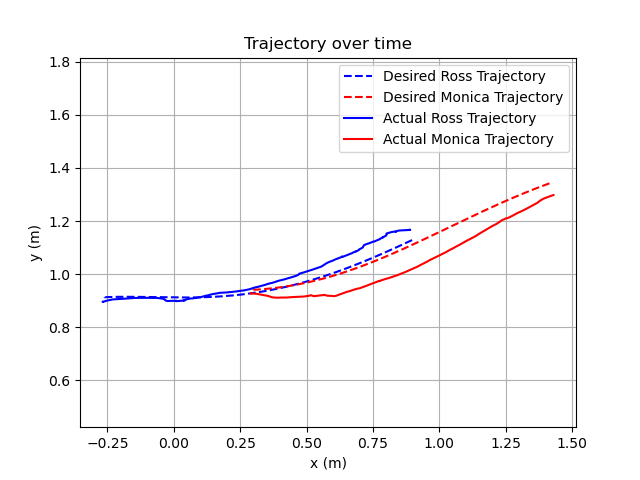 Trajectory over time
Desired Ross Trajectory
Desired Monica Trajectory
Actual Ross Trajectory
Actual Monica Trajectory
1.8
1.6
1.4
1.2
1.0
0.8
0.6
y (m)
−0.25 0.00 0.25 0.50 0.75 1.00 1.25 1.50
x (m)